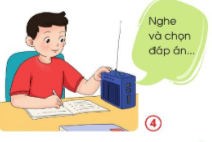 Nghe
và chọn
đáp án...
4